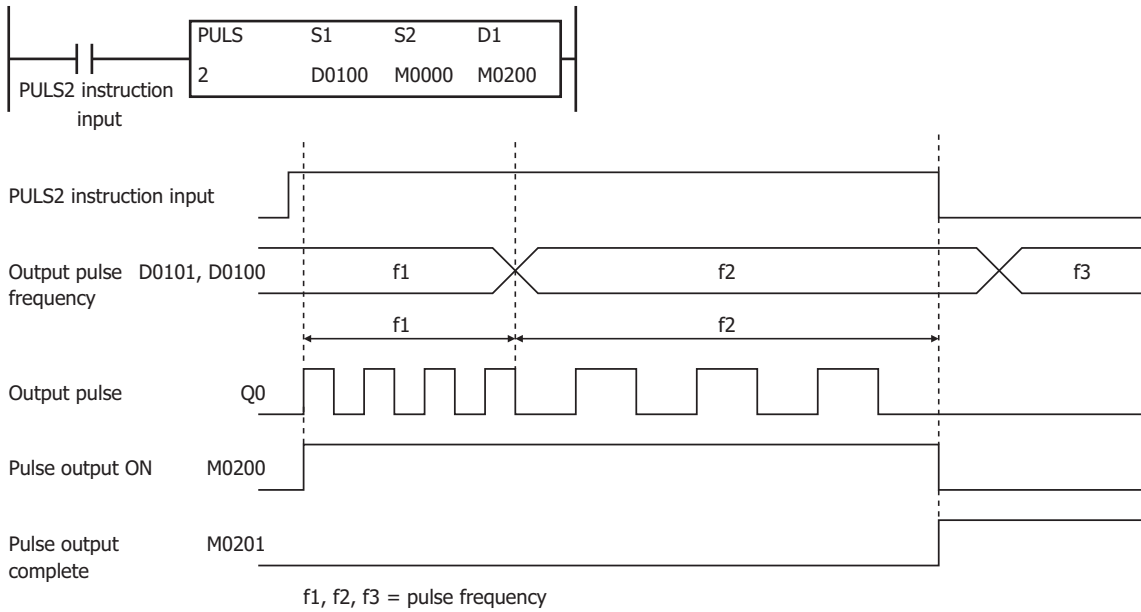 PULS S1 S2 D1
2 D0100 M0000 M0200
PULS2 instruction
input
PULS2 instruction input
Output pulse D0101, D0100 f1 f2 f3
frequency
f1 f2
Output pulse Q0
Pulse output ON M0200
Pulse output M0201
complete
f1, f2, f3 = pulse frequency